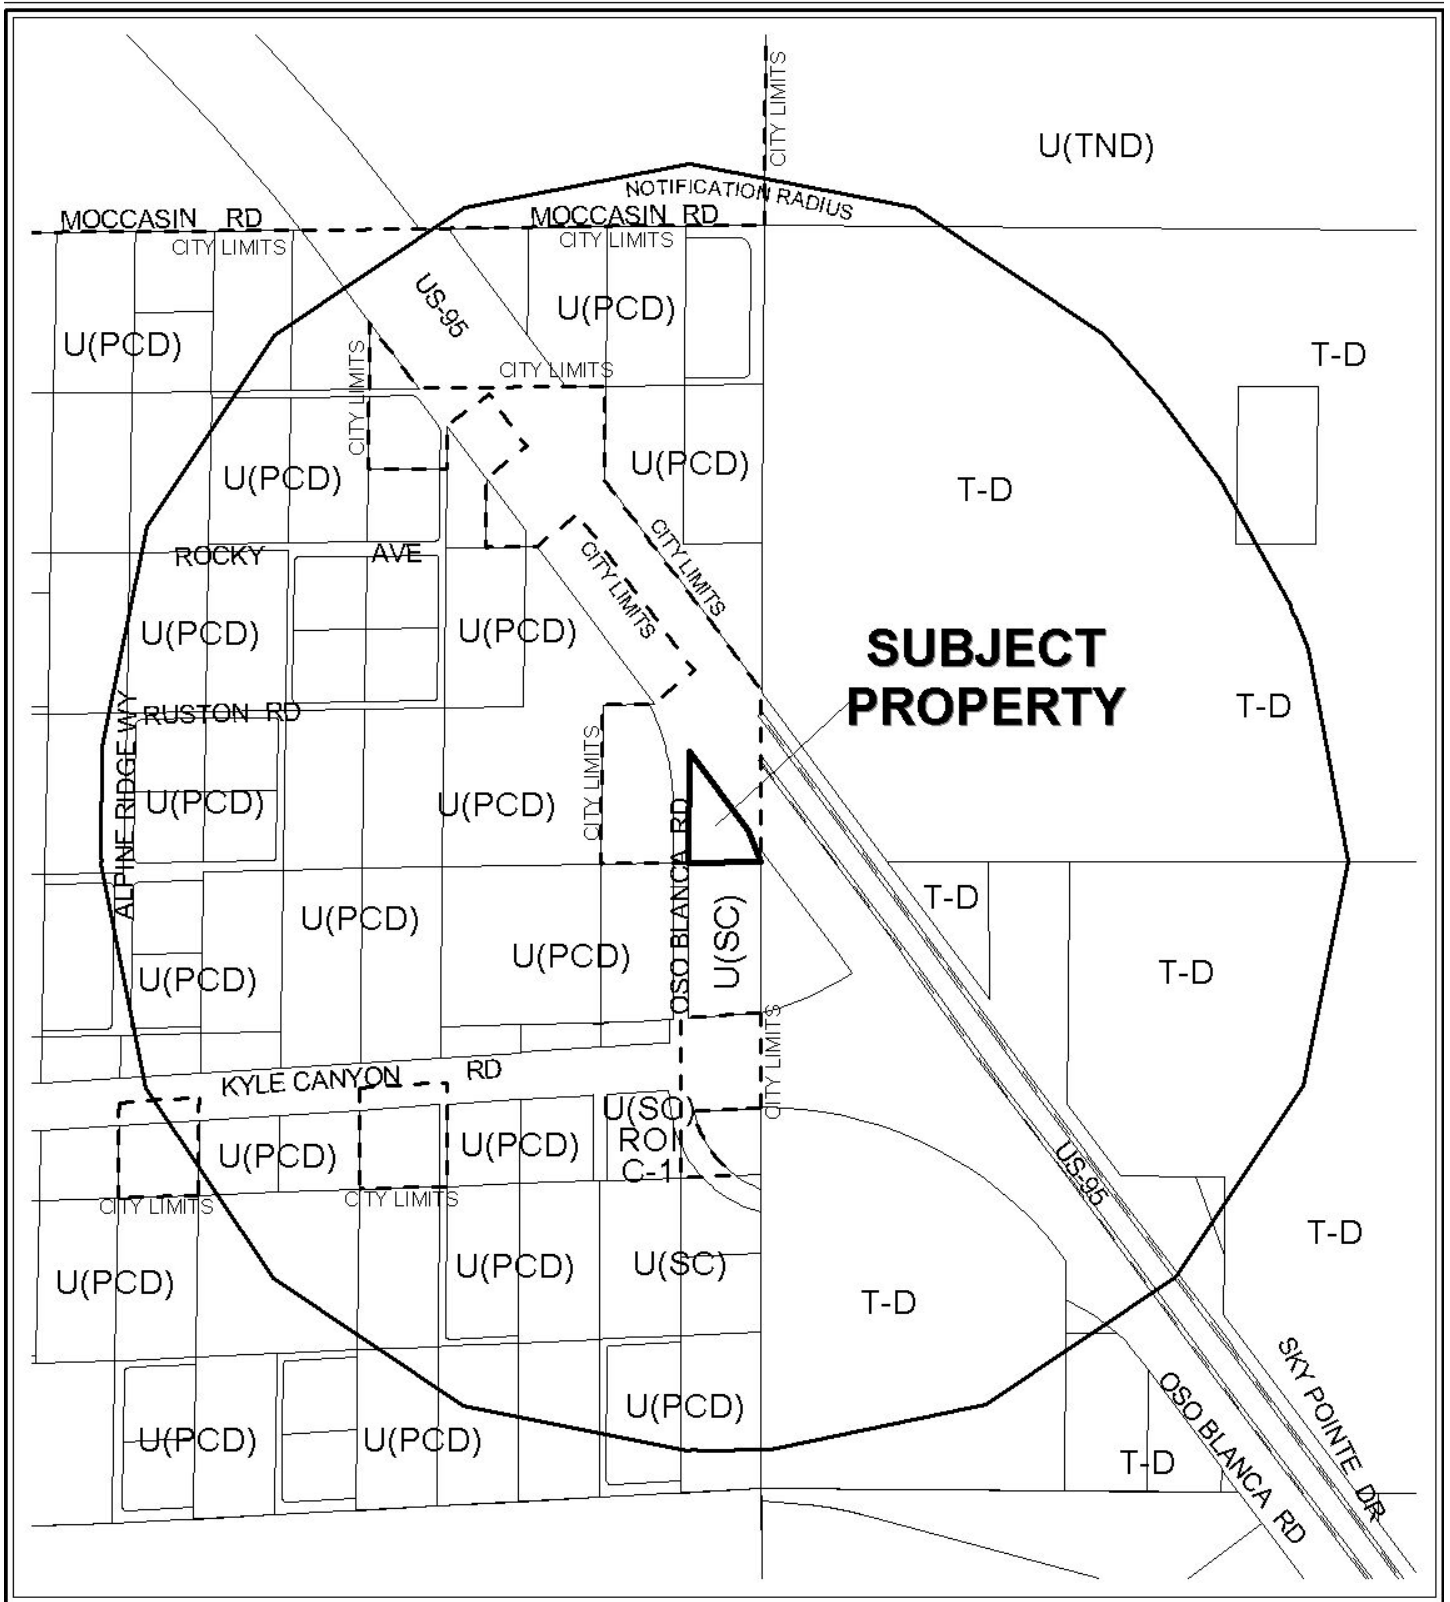 CITY LIMITS
U(TND)
NOTIFICATION RADIUS
MOCCASIN RD
CITY LIMITS
MOCCASIN RD
CITY LIMITS
US-95
U(PCD)
U(PCD)
CITY LIMITS
CITY LIMITS
T-D
U(PCD)
U(PCD)
T-D
ROCKY AVE
CITY LIMITS
CITY LIMITS
U(PCD)
U(PCD)
SUBJECT
PROPERTY
T-D
ALPINE RIDGE WY
RUSTON RD
U(PCD)
U(PCD)
CITY LIMITS
OSO BLANCA RD
U(PCD)
U(PCD)
U(SC)
T-D
U(PCD)
T-D
CITY LIMITS
KYLE CANYON RD
U(PCD)
U(PCD)
U(SC)
ROI
C-1
US-95
CITY LIMITS
CITY LIMITS
U(PCD)
U(PCD)
U(SC)
T-D
T-D
SKY POINTE DR
OSO BLANCA RD
U(PCD)
U(PCD)
U(PCD)
T-D